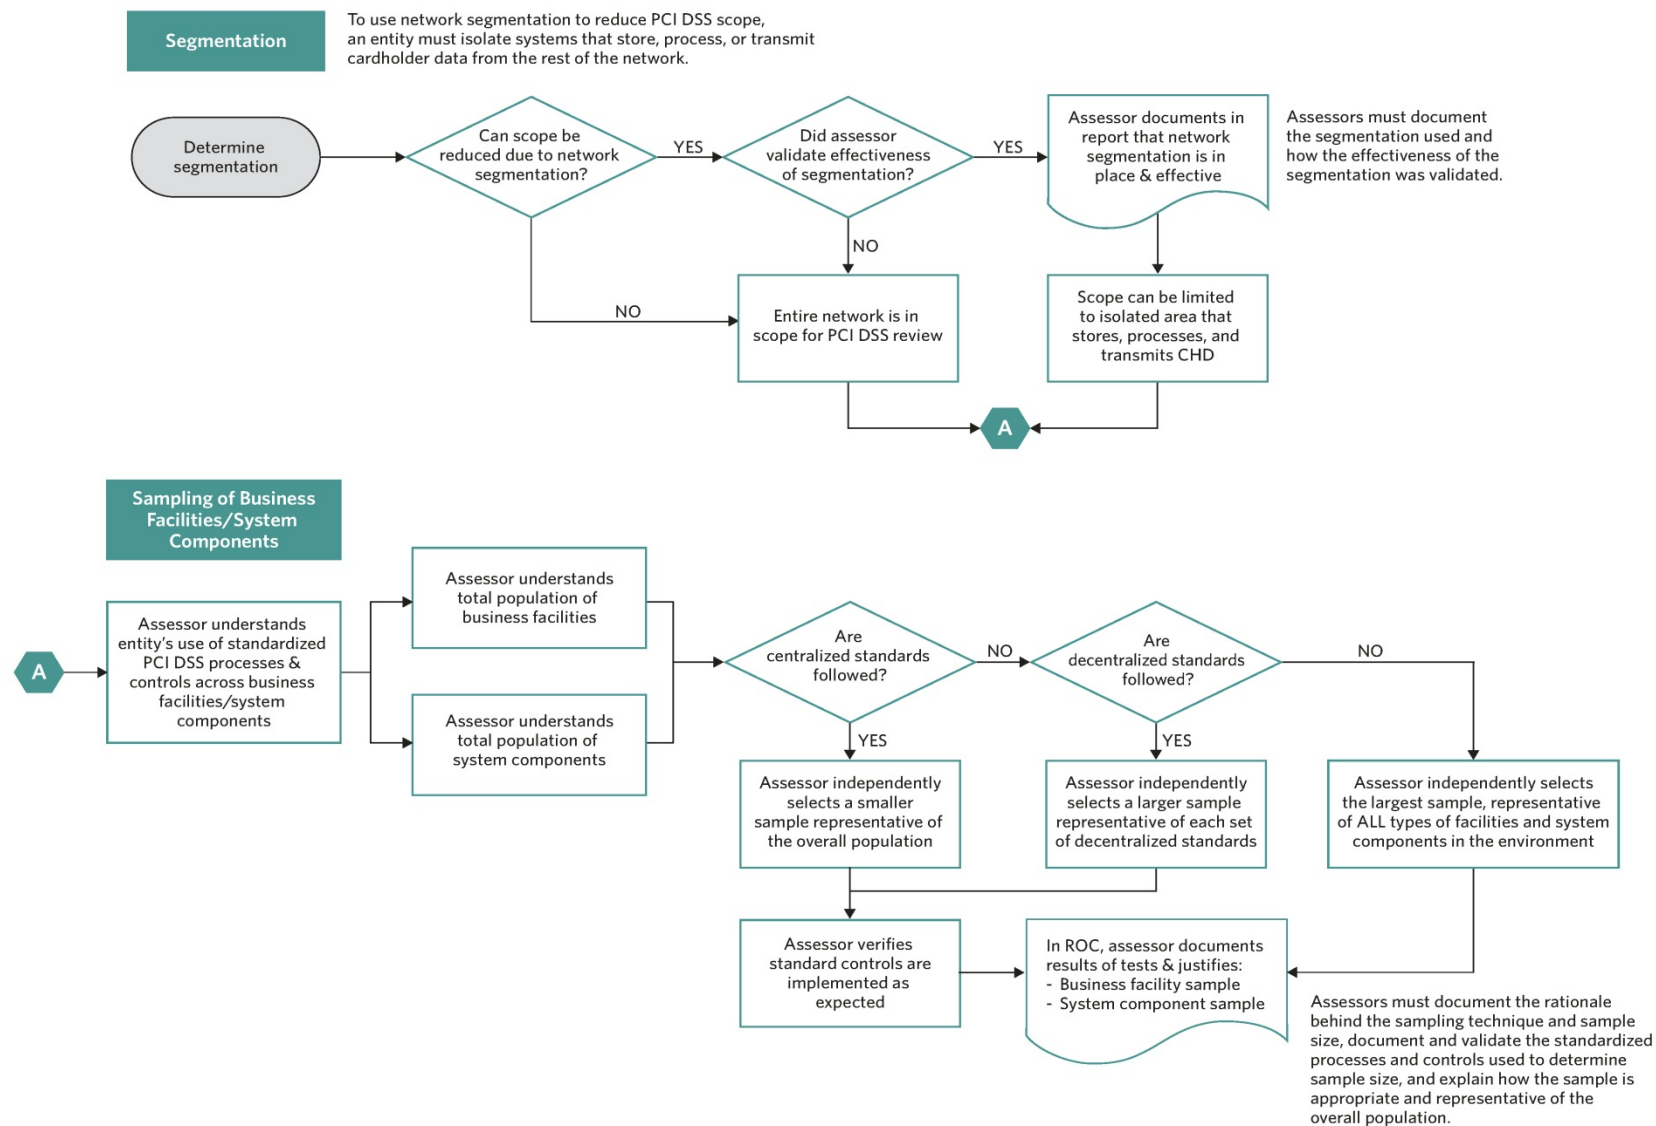 Segmentation
To use network segmentation to reduce PCI DSS scope,
an entity must isolate systems that store, process, or transmit
cardholder data from the rest of the network.
Determine
segmentation
Can scope be
reduced due to network
segmentation?
YES
Did assessor
validate effectiveness
of segmentation?
YES
Assessor documents in
report that network
segmentation is in
place & effective
Assessors must document
the segmentation used and
how the effectiveness of the
segmentation was validated.
NO
NO
Entire network is in
scope for PCI DSS review
Scope can be limited
to isolated area that
stores, processes, and
transmits CHD
A
Sampling of Business
Facilities/System
Components
A
Assessor understands
entity’s use of standardized
PCI DSS processes &
controls across business
facilities/system
components
Assessor understands
total population of
business facilities
Assessor understands
total population of
system components
Are
centralized standards
followed?
NO
Are
decentralized standards
followed?
NO
YES
YES
Assessor independently
selects a smaller
sample representative of
the overall population
Assessor independently
selects a larger sample
representative of each set
of decentralized standards
Assessor independently selects
the largest sample, representative
of ALL types of facilities and system
components in the environment
Assessor verifies
standard controls are
implemented as
expected
In ROC, assessor documents
results of tests & justifies:
- Business facility sample
- System component sample
Assessors must document the rationale
behind the sampling technique and sample
size, document and validate the standardized
processes and controls used to determine
sample size, and explain how the sample is
appropriate and representative of the
overall population.